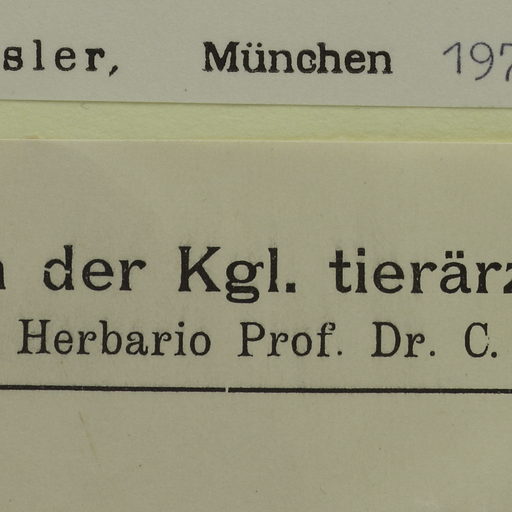 sler, München 197
der Kgl. tierärz
Herbario Prof. Dr. C.